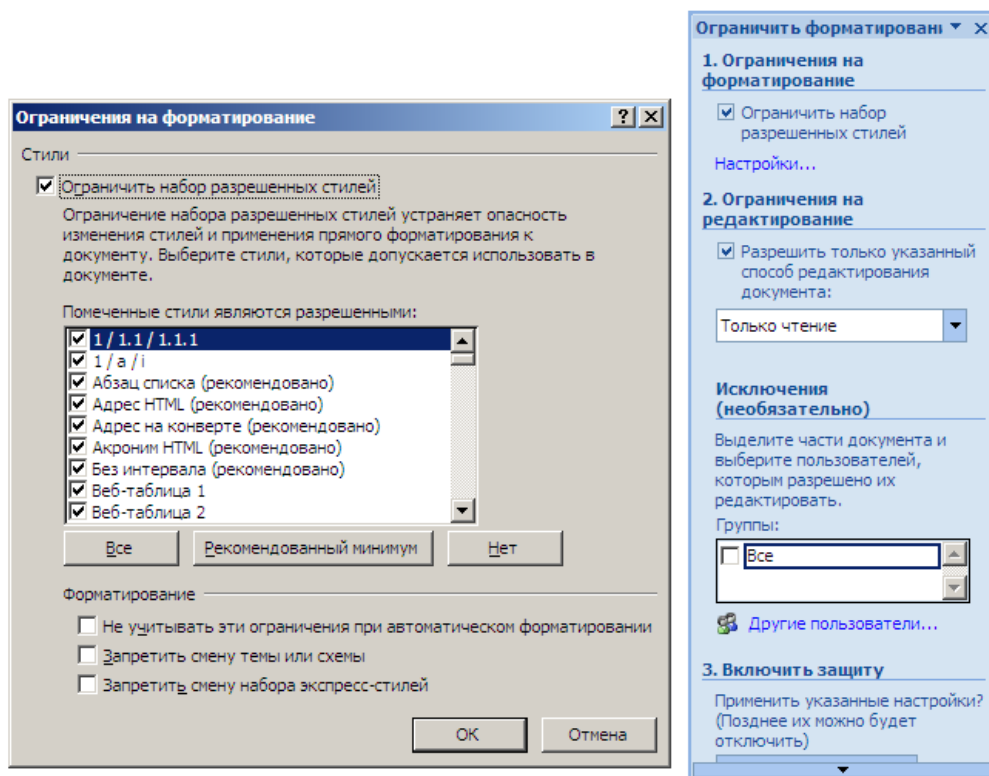 Ограничения на форматирование
Стили
Ограничить набор разрешенных стилей
Ограничение набора разрешенных стилей устраняет опасность
изменения стилей и применения прямого форматирования к
документу. Выберите стили, которые допускается использовать в
документе.
Помеченные стили являются разрешенными:
1 / 1.1 / 1.1.1
1 / a / i
Абзац списка (рекомендовано)
Адрес HTML (рекомендовано)
Адрес на конверте (рекомендовано)
Акроним HTML (рекомендовано)
Без интервала (рекомендовано)
Веб-таблица 1
Веб-таблица 2
Все Рекомендованный минимум Нет
Форматирование
Не учитывать эти ограничения при автоматическом форматировании
Запретить смену темы или схемы
Запретить смену набора экспресс-стилей
ОК Отмена
Ограничить форматировани
1. Ограничения на
форматирование
Ограничить набор
разрешенных стилей
Настройки...
2. Ограничения на
редактирование
Разрешить только указанный
способ редактирования
документа:
Только чтение
Исключения
(необязательно)
Выделите части документа и
выберите пользователей,
которым разрешено их
редактировать.
Группы:
Все
Другие пользователи...
3. Включить защиту
Применить указанные настройки?
(Позднее их можно будет
отключить)